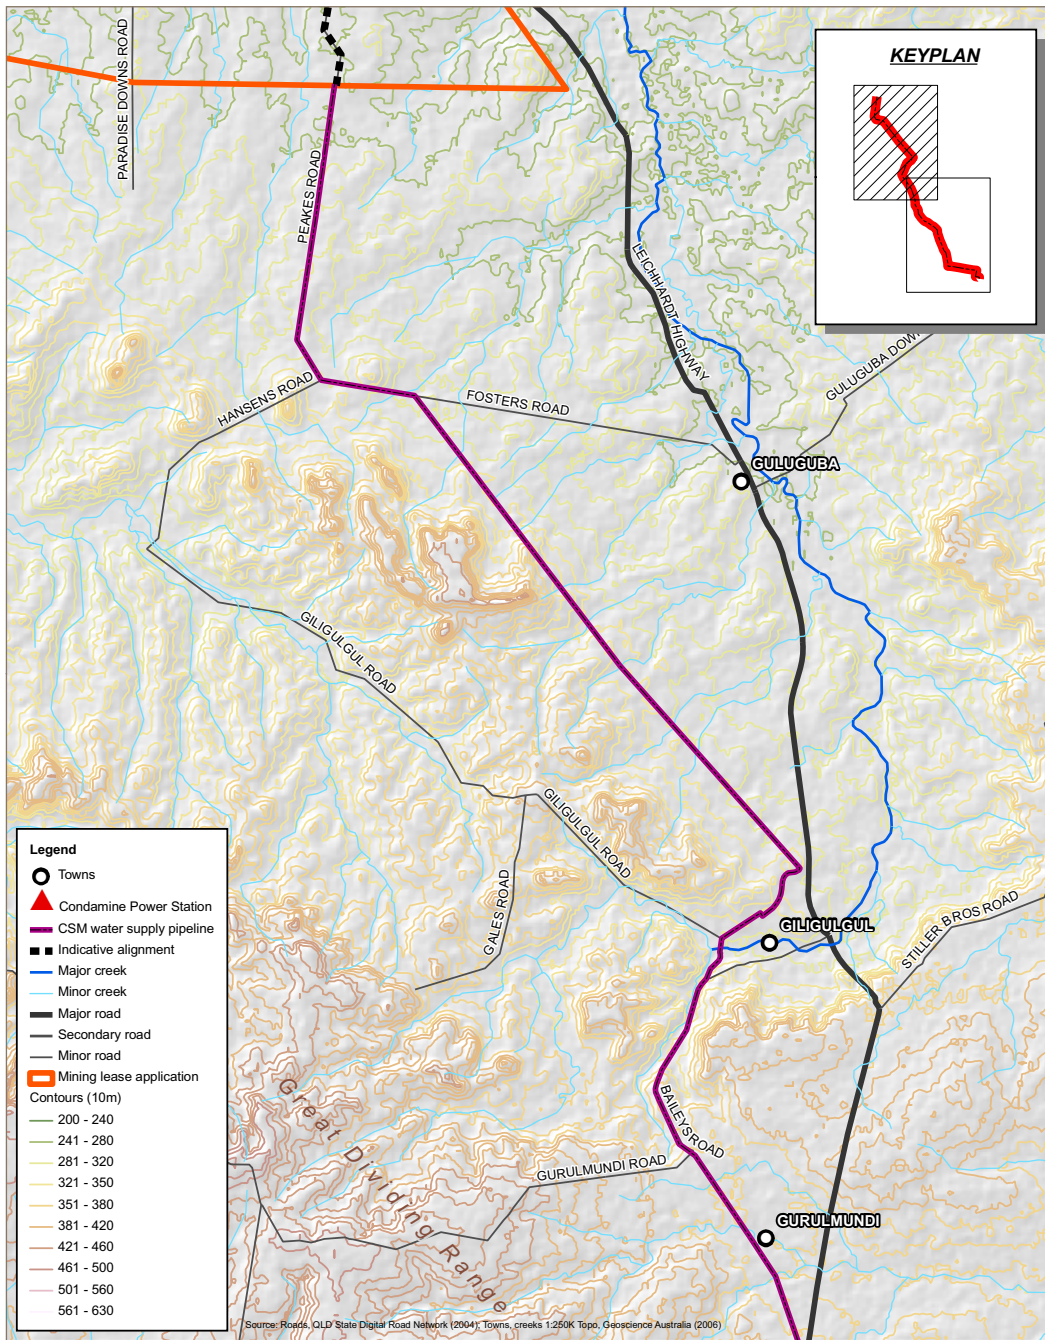 KEYPLAN
PARADISE DOWNS ROAD
PEAKES ROAD
LEICHHARDT HIGHWAY
GULUGUBA DOW
HANSENS ROAD
FOSTERS ROAD
GULUGUBA
GILIGULGUL ROAD
GILIGULGUL ROAD
GALES ROAD
GILIGULGUL
STILLER BROS ROAD
Great Dividing Range
BAILEYS ROAD
GURULMUNDI ROAD
GURULMUNDI
Legend
Towns
Condamine Power Station
CSM water supply pipeline
Indicative alignment
Major creek
Minor creek
Major road
Secondary road
Minor road
Mining lease application
Contours (10m)
200 - 240
241 - 280
281 - 320
321 - 350
351 - 380
381 - 420
421 - 460
461 - 500
501 - 560
561 - 630
Source: Roads, QLD State Digital Road Network (2004); Towns, creeks 1:250K Topo, Geoscience Australia (2006)